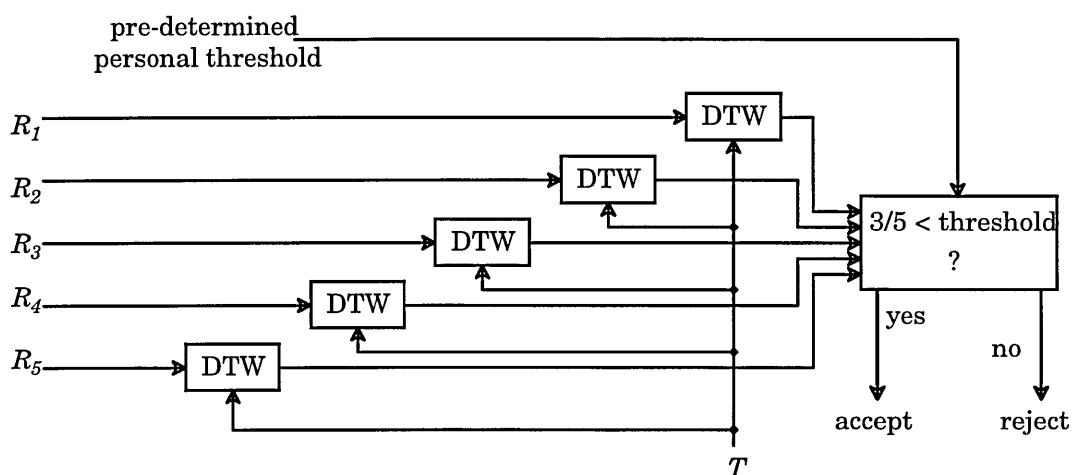 pre-determined
personal threshold
R1
DTW
R2
DTW
3/5 < threshold
?
R3
DTW
R4
DTW
yes
no
R5
DTW
accept
reject
T